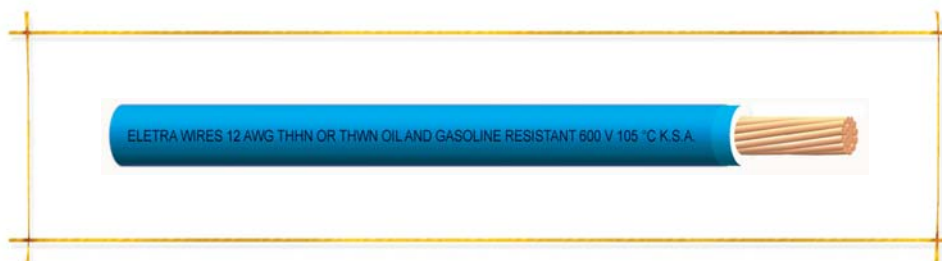 ELETRA WIRES 12 AWG THHN OR THWN OIL AND GASOLINE RESISTANT 600 V 105 °C K.S.A.